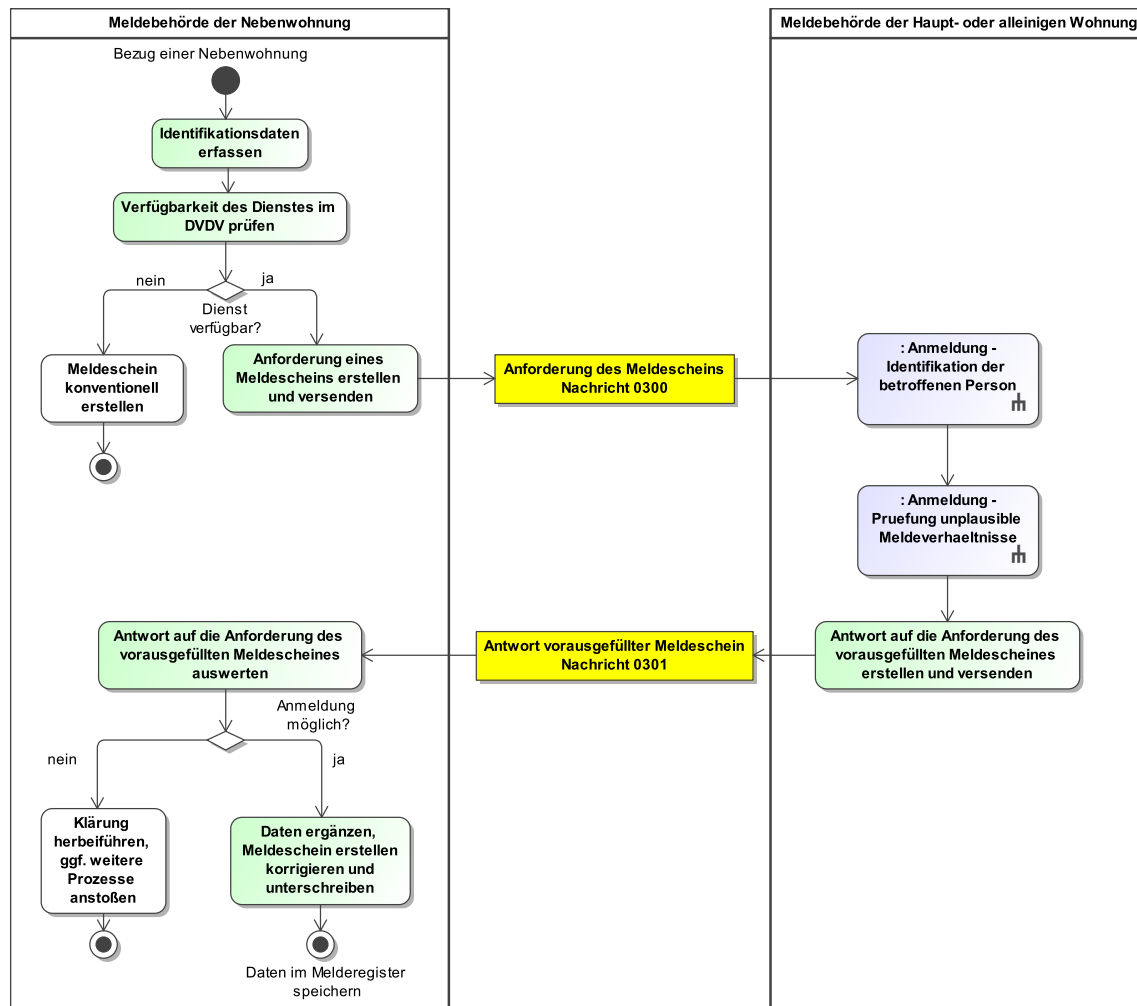 Meldebehörde der Nebenwohnung
Meldebehörde der Haupt- oder alleinigen Wohnung
Bezug einer Nebenwohnung
Identifikationsdaten
erfassen
Verfügbarkeit des Dienstes im
DVDV prüfen
nein
ja
Dienst
verfügbar?
Meldeschein
konventionell
erstellen
Anforderung eines
Meldescheins erstellen
und versenden
Anforderung des Meldescheins
Nachricht 0300
: Anmeldung -
Identifikation der
betroffenen Person
: Anmeldung -
Pruefung unplausible
Meldeverhaeltnisse
Antwort auf die Anforderung des
vorausgefüllten Meldescheines
erstellen und versenden
Antwort vorausgefüllter Meldeschein
Nachricht 0301
Antwort auf die Anforderung des
vorausgefüllten Meldescheines
auswerten
Anmeldung
möglich?
nein
ja
Klärung
herbeiführen,
ggf. weitere
Prozesse
anstoßen
Daten ergänzen,
Meldeschein erstellen
korrigieren und
unterschreiben
Daten im Melderegister
speichern